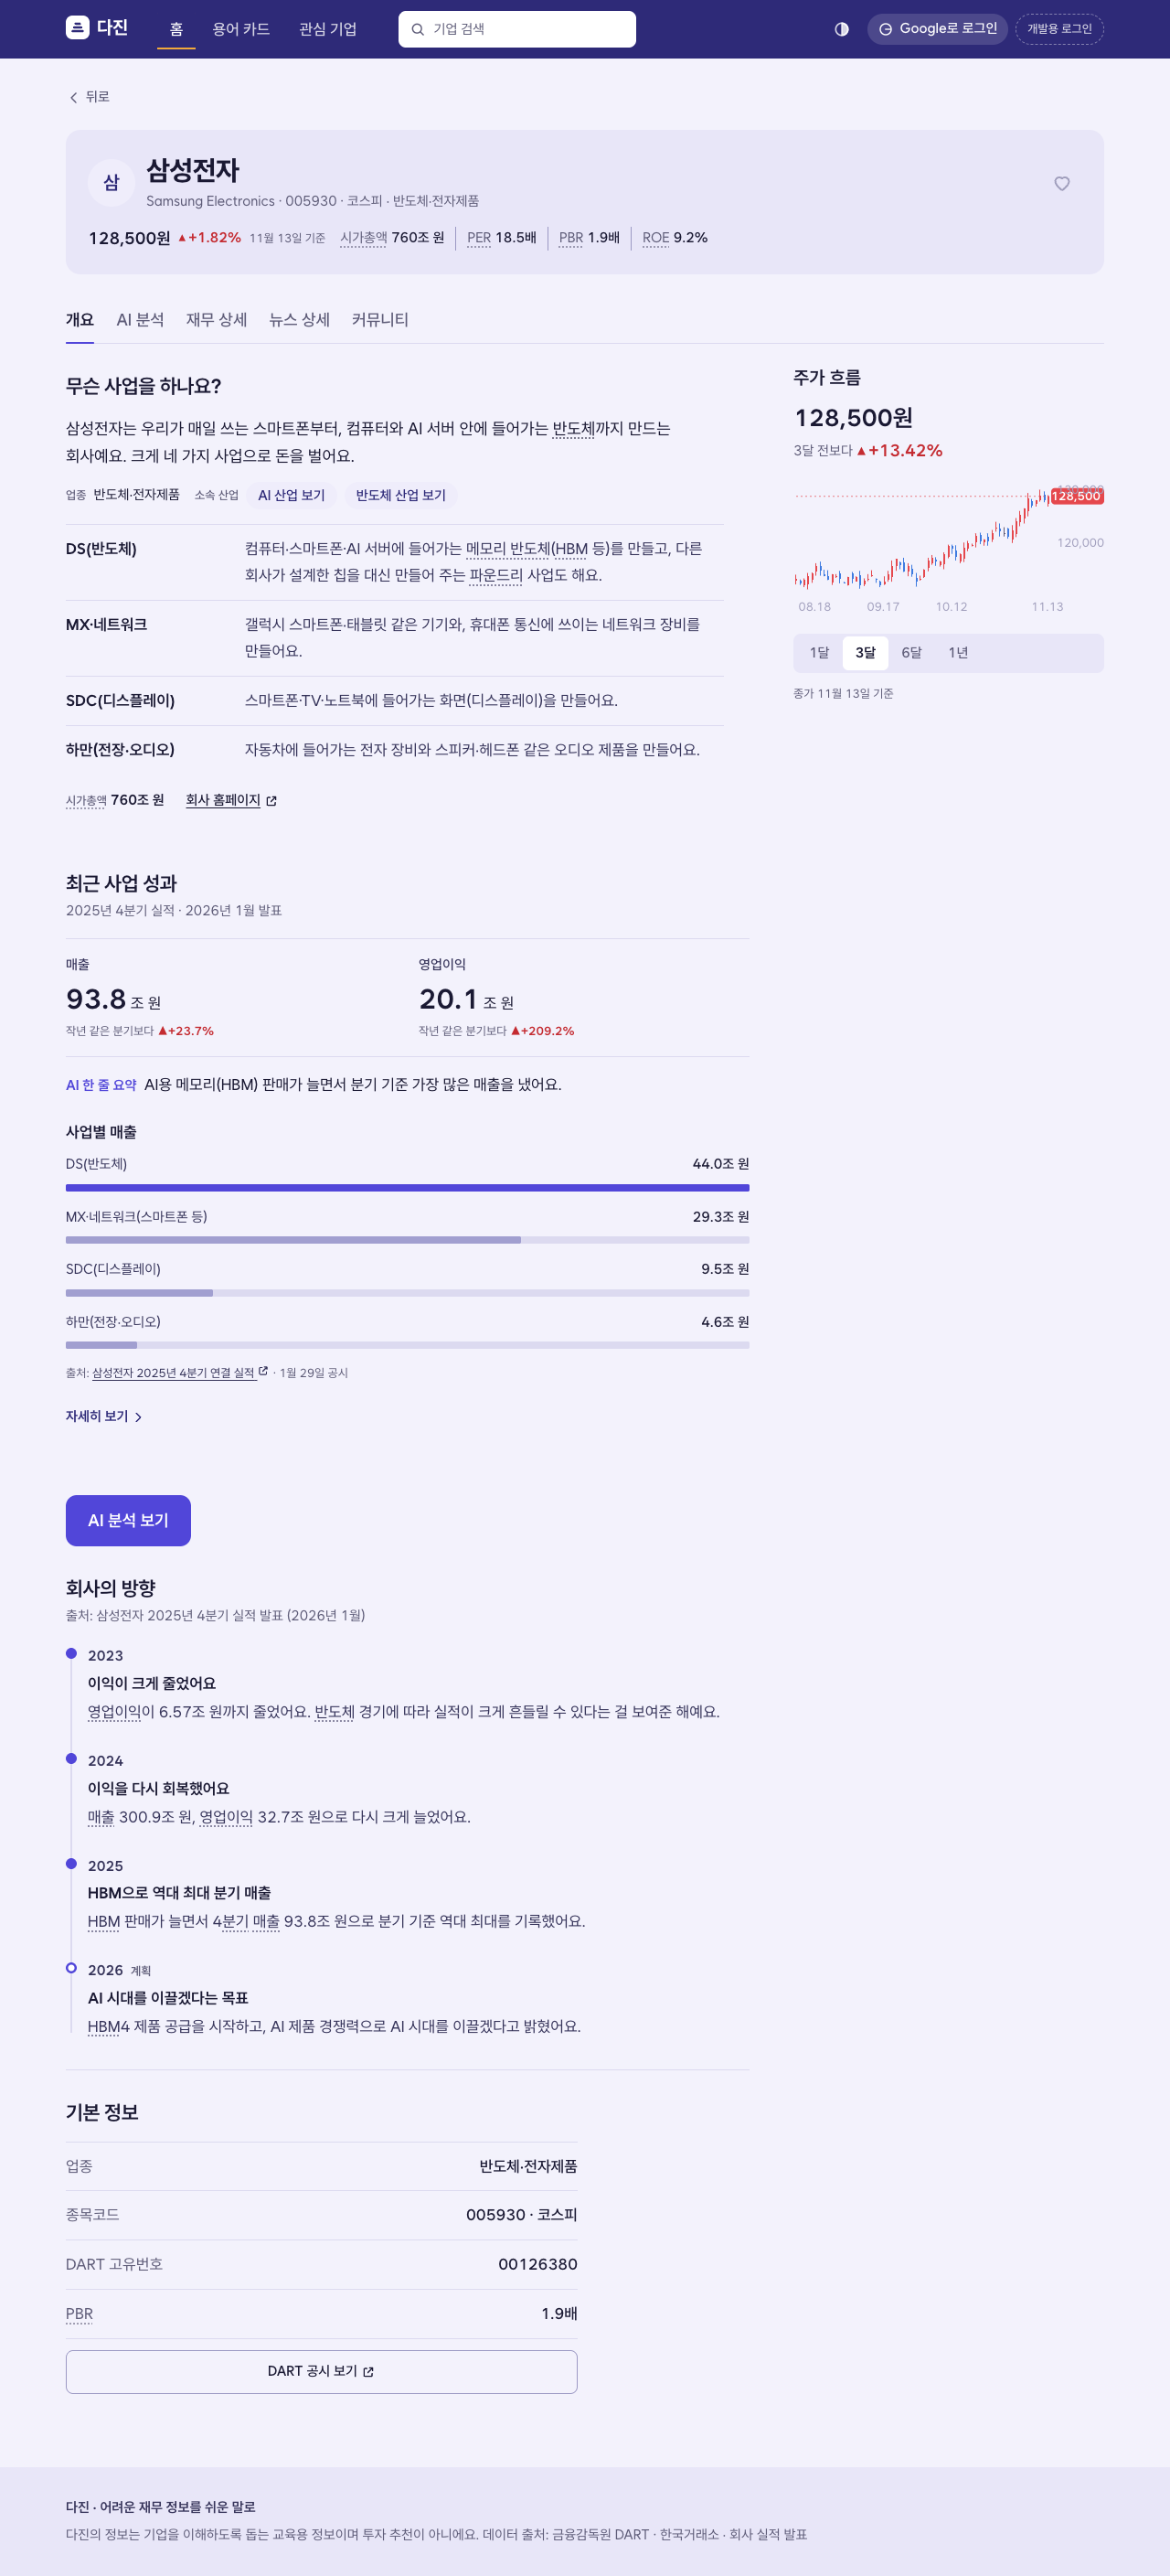 다진
홈
용어 카드
관심 기업
기업 검색
Google로 로그인
개발용 로그인
뒤로
삼
삼성전자
Samsung Electronics · 005930 · 코스피 · 반도체·전자제품
128,500원 ▲+1.82% 11월 13일 기준 시가총액 760조 원 PER 18.5배 PBR 1.9배 ROE 9.2%
개요
AI 분석
재무 상세
뉴스 상세
커뮤니티
무슨 사업을 하나요?
삼성전자는 우리가 매일 쓰는 스마트폰부터, 컴퓨터와 AI 서버 안에 들어가는 반도체까지 만드는
회사예요. 크게 네 가지 사업으로 돈을 벌어요.
업종 반도체·전자제품 소속 산업 AI 산업 보기 반도체 산업 보기
DS(반도체)
컴퓨터·스마트폰·AI 서버에 들어가는 메모리 반도체(HBM 등)를 만들고, 다른
회사가 설계한 칩을 대신 만들어 주는 파운드리 사업도 해요.
MX·네트워크
갤럭시 스마트폰·태블릿 같은 기기와, 휴대폰 통신에 쓰이는 네트워크 장비를
만들어요.
SDC(디스플레이)
스마트폰·TV·노트북에 들어가는 화면(디스플레이)을 만들어요.
하만(전장·오디오)
자동차에 들어가는 전자 장비와 스피커·헤드폰 같은 오디오 제품을 만들어요.
시가총액 760조 원 회사 홈페이지
주가 흐름
128,500원
3달 전보다 ▲+13.42%
128,500
120,000
08.18 09.17 10.12 11.13
1달 3달 6달 1년
종가 11월 13일 기준
최근 사업 성과
2025년 4분기 실적 · 2026년 1월 발표
매출
93.8 조 원
작년 같은 분기보다 ▲+23.7%
영업이익
20.1 조 원
작년 같은 분기보다 ▲+209.2%
AI 한 줄 요약 AI용 메모리(HBM) 판매가 늘면서 분기 기준 가장 많은 매출을 냈어요.
사업별 매출
DS(반도체) 44.0조 원
MX·네트워크(스마트폰 등) 29.3조 원
SDC(디스플레이) 9.5조 원
하만(전장·오디오) 4.6조 원
출처: 삼성전자 2025년 4분기 연결 실적 · 1월 29일 공시
자세히 보기
AI 분석 보기
회사의 방향
출처: 삼성전자 2025년 4분기 실적 발표 (2026년 1월)
2023
이익이 크게 줄었어요
영업이익이 6.57조 원까지 줄었어요. 반도체 경기에 따라 실적이 크게 흔들릴 수 있다는 걸 보여준 해예요.
2024
이익을 다시 회복했어요
매출 300.9조 원, 영업이익 32.7조 원으로 다시 크게 늘었어요.
2025
HBM으로 역대 최대 분기 매출
HBM 판매가 늘면서 4분기 매출 93.8조 원으로 분기 기준 역대 최대를 기록했어요.
2026 계획
AI 시대를 이끌겠다는 목표
HBM4 제품 공급을 시작하고, AI 제품 경쟁력으로 AI 시대를 이끌겠다고 밝혔어요.
기본 정보
업종 반도체·전자제품
종목코드 005930 · 코스피
DART 고유번호 00126380
PBR 1.9배
DART 공시 보기
다진 · 어려운 재무 정보를 쉬운 말로
다진의 정보는 기업을 이해하도록 돕는 교육용 정보이며 투자 추천이 아니에요. 데이터 출처: 금융감독원 DART · 한국거래소 · 회사 실적 발표